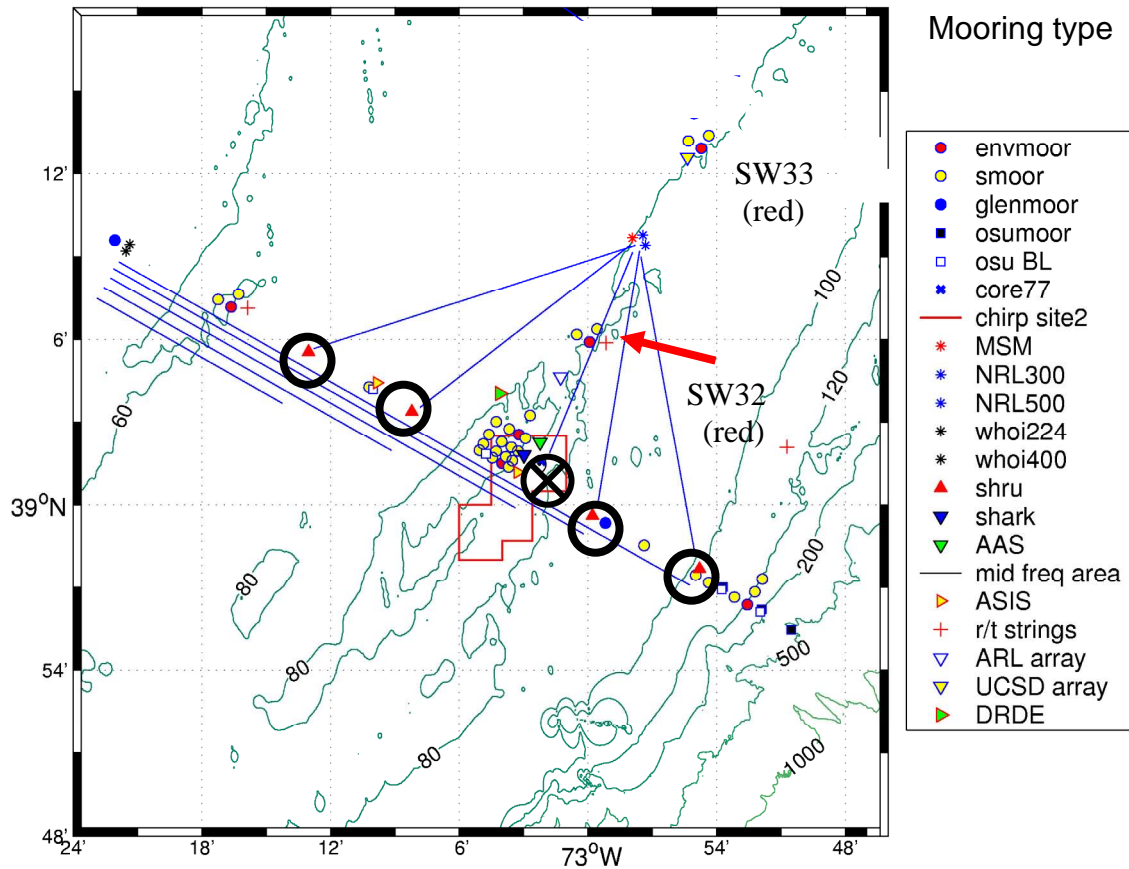 Mooring type
envmoor
smoor
glenmoor
osumoor
osu BL
core77
chirp site2
MSM
NRL300
NRL500
whoi224
whoi400
shru
shark
AAS
mid freq area
ASIS
r/t strings
ARL array
UCSD array
DRDE
SW33
(red)
SW32
(red)
12'
6'
39°N
54'
48'
24'
18'
12'
6'
73°W
54'
48'
60
80
80
80
100
120
200
500
1000